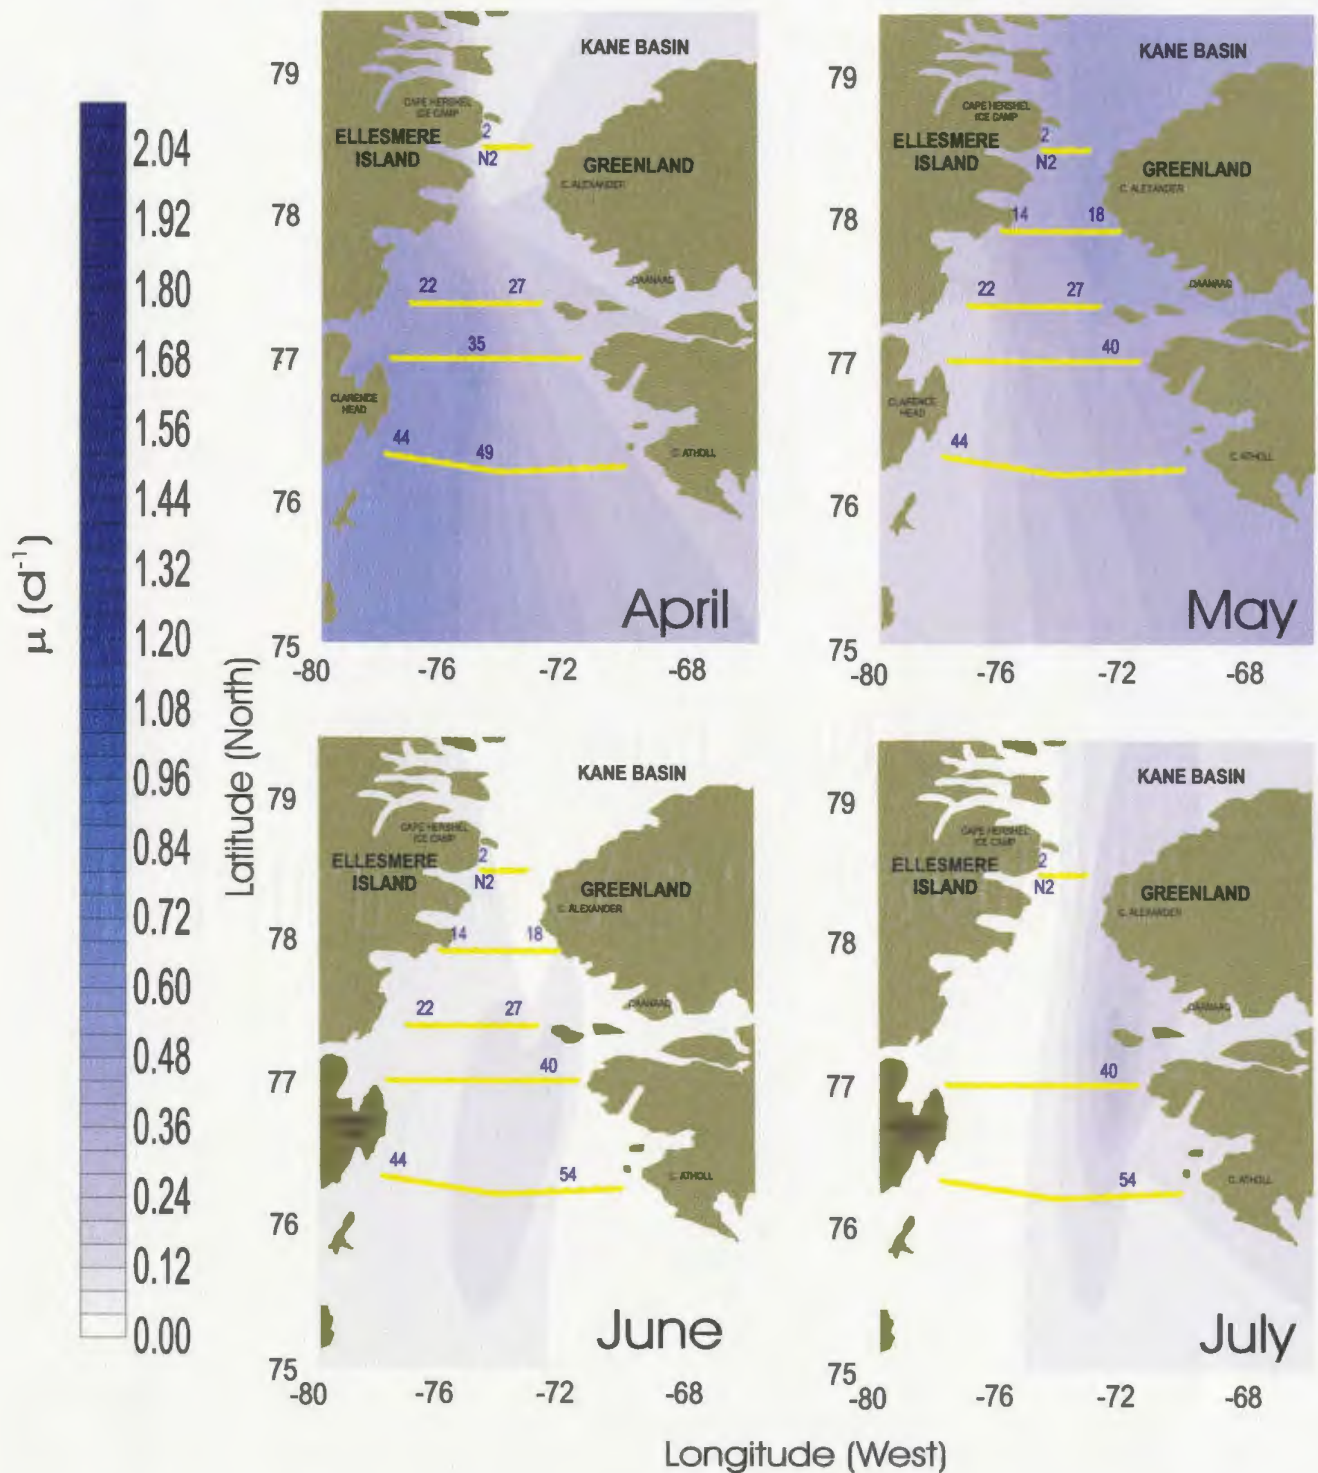 μ (d⁻¹)
2.04
1.92
1.80
1.68
1.56
1.44
1.32
1.20
1.08
0.96
0.84
0.72
0.60
0.48
0.36
0.24
0.12
0.00
Latitude (North)
Longitude (West)
KANE BASIN
79
CAPE HERSHEL
ICE CAMP
2
ELLESMERE
ISLAND
N2
GREENLAND
C. ALEXANDER
78
QAANAAQ
22 27
35
77
CLARENCE
HEAD
44
49
C. ATHOLL
76
April
75
-80 -76 -72 -68
KANE BASIN
79
CAPE HERSHEL
ICE CAMP
2
ELLESMERE
ISLAND
N2
GREENLAND
C. ALEXANDER
14 18
78
QAANAAQ
22 27
40
77
CLARENCE
HEAD
44
C. ATHOLL
76
May
75
-80 -76 -72 -68
KANE BASIN
79
CAPE HERSHEL
ICE CAMP
2
ELLESMERE
ISLAND
N2
GREENLAND
C. ALEXANDER
14 18
78
QAANAAQ
22 27
40
77
44
54
C. ATHOLL
76
June
75
-80 -76 -72 -68
KANE BASIN
79
CAPE HERSHEL
ICE CAMP
2
ELLESMERE
ISLAND
N2
GREENLAND
C. ALEXANDER
78
QAANAAQ
40
77
54
C. ATHOLL
76
July
75
-80 -76 -72 -68